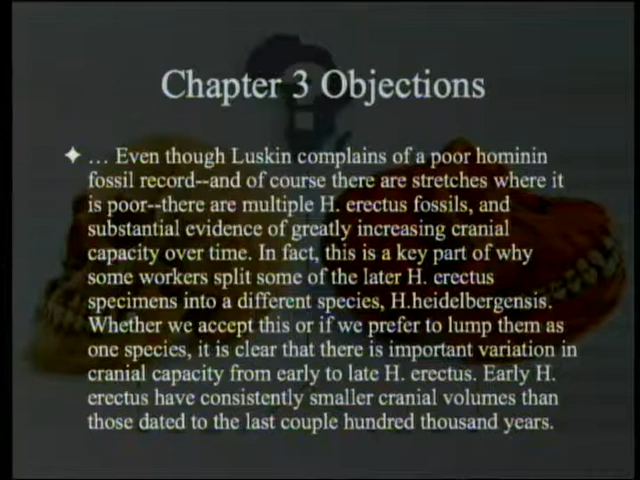 Chapter 3 Objections
… Even though Luskin complains of a poor hominin
fossil record--and of course there are stretches where it
is poor--there are multiple H. erectus fossils, and
substantial evidence of greatly increasing cranial
capacity over time. In fact, this is a key part of why
some workers split some of the later H. erectus
specimens into a different species, H.heidelbergensis.
Whether we accept this or if we prefer to lump them as
one species, it is clear that there is important variation in
cranial capacity from early to late H. erectus. Early H.
erectus have consistently smaller cranial volumes than
those dated to the last couple hundred thousand years.